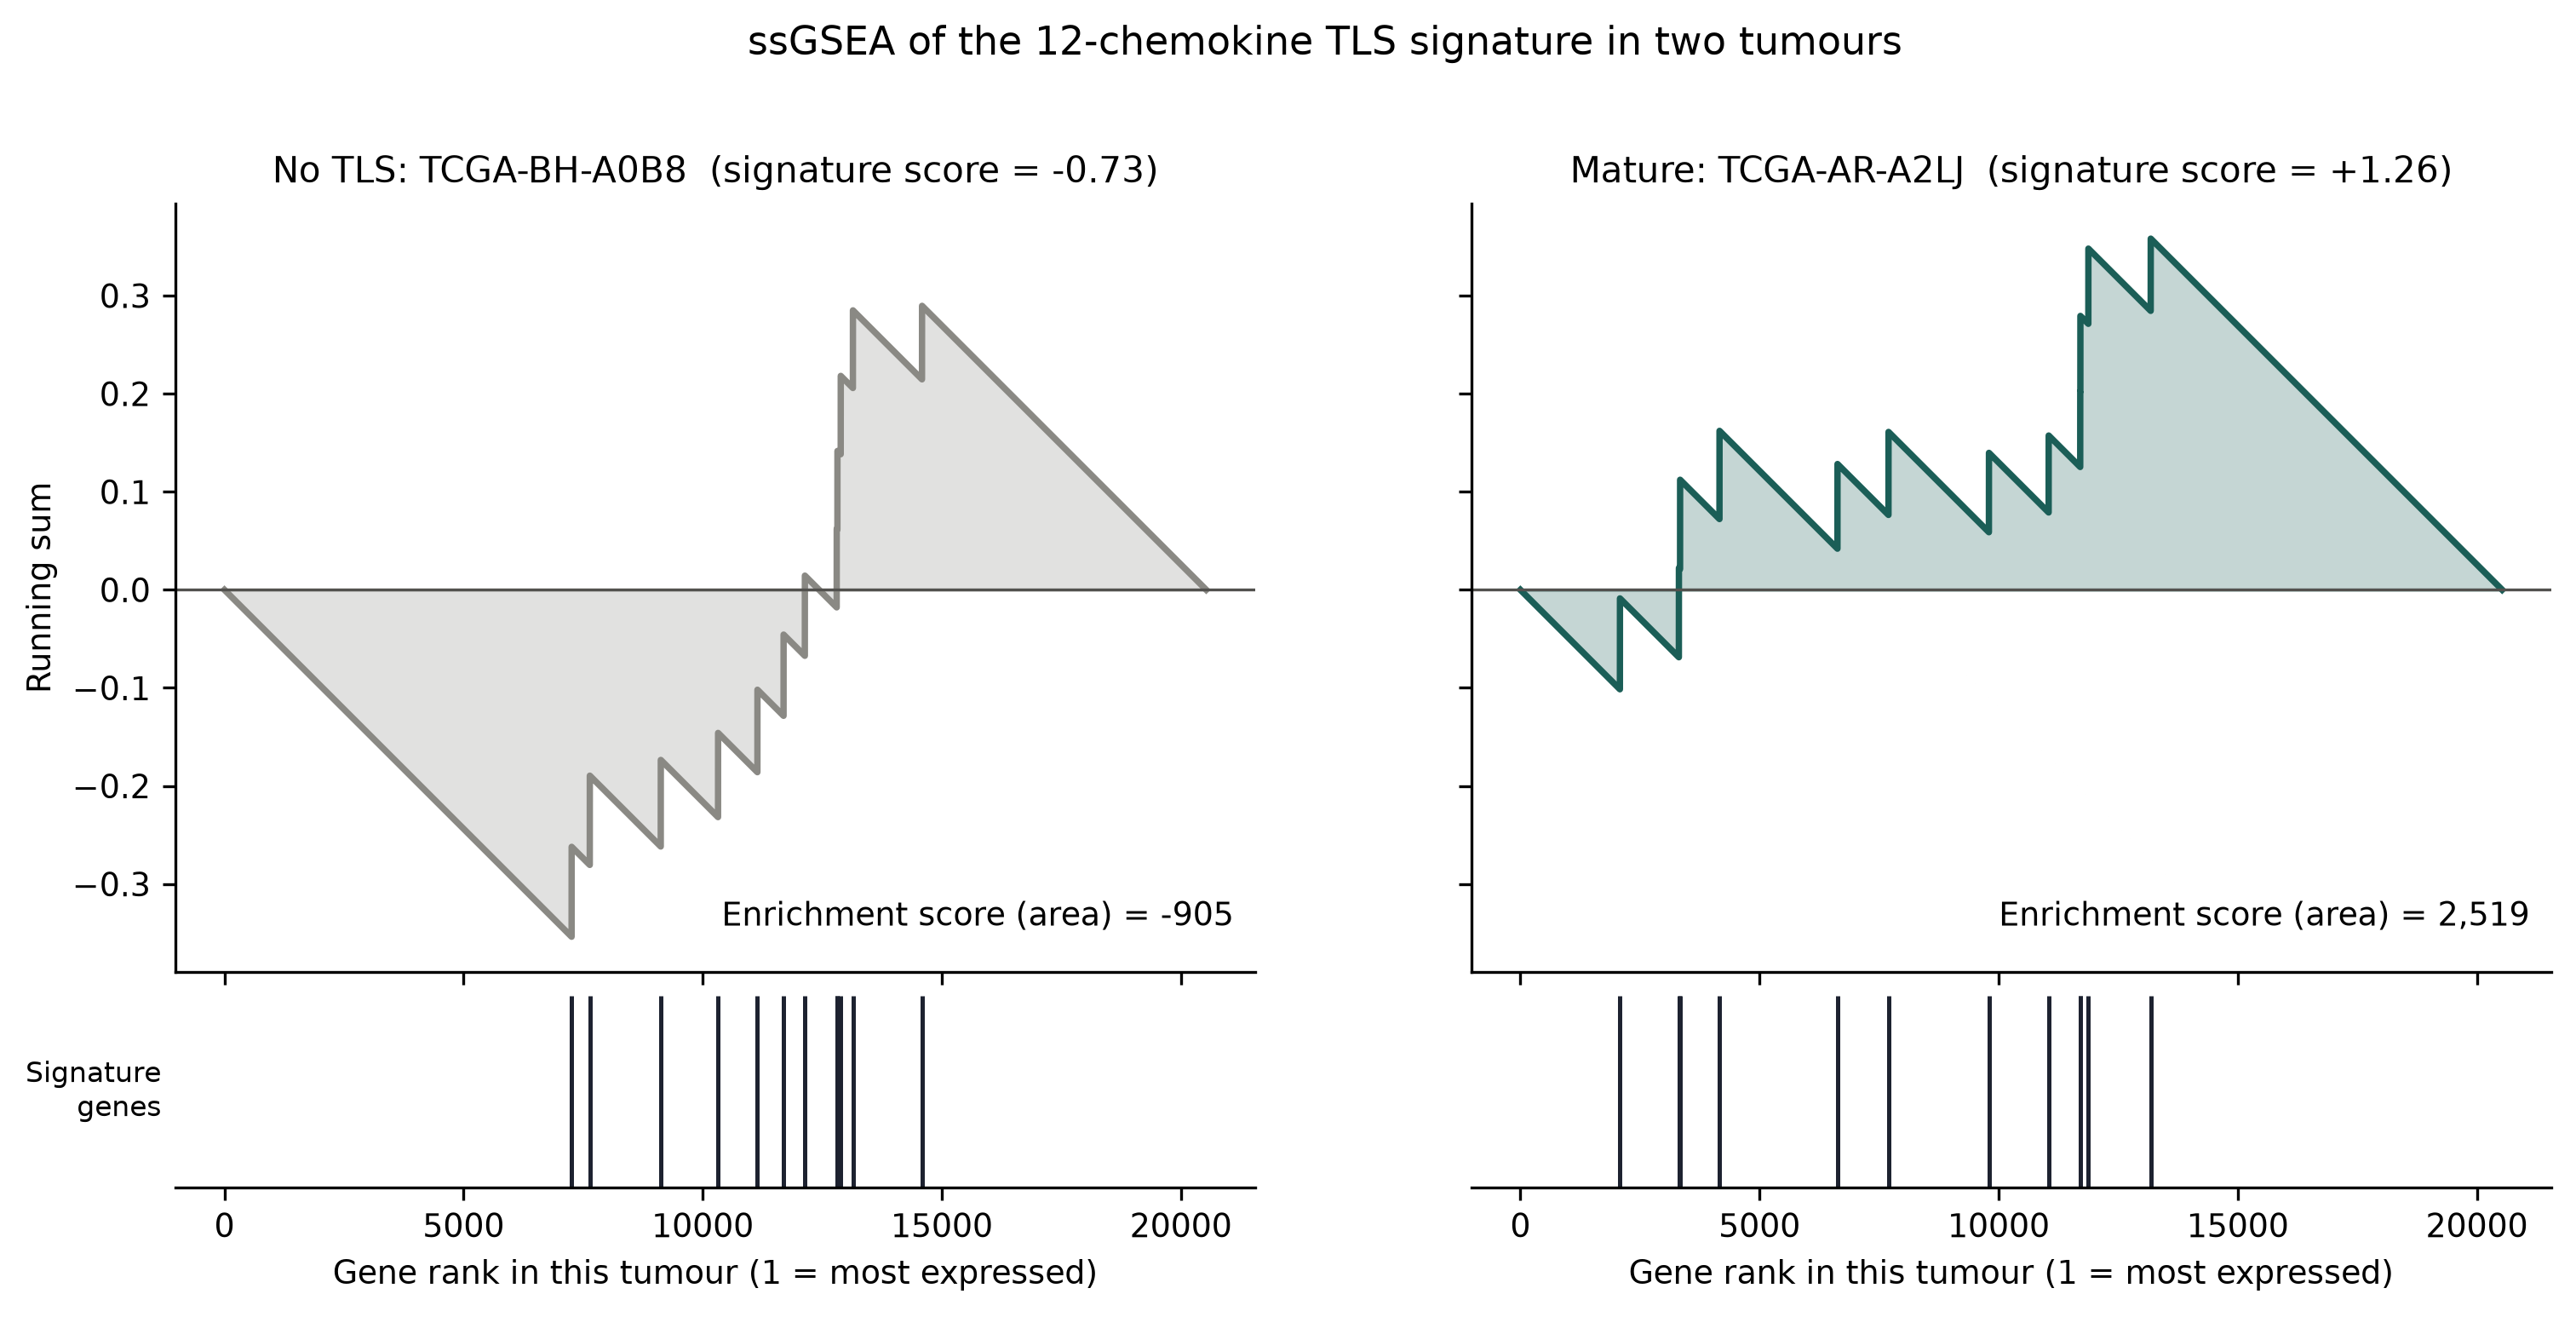 ssGSEA of the 12-chemokine TLS signature in two tumours
No TLS: TCGA-BH-A0B8  (signature score = -0.73)
Running sum
0.3
0.2
0.1
0.0
−0.1
−0.2
−0.3
Enrichment score (area) = -905
Signature
genes
0 5000 10000 15000 20000
Gene rank in this tumour (1 = most expressed)
Mature: TCGA-AR-A2LJ  (signature score = +1.26)
Enrichment score (area) = 2,519
0 5000 10000 15000 20000
Gene rank in this tumour (1 = most expressed)